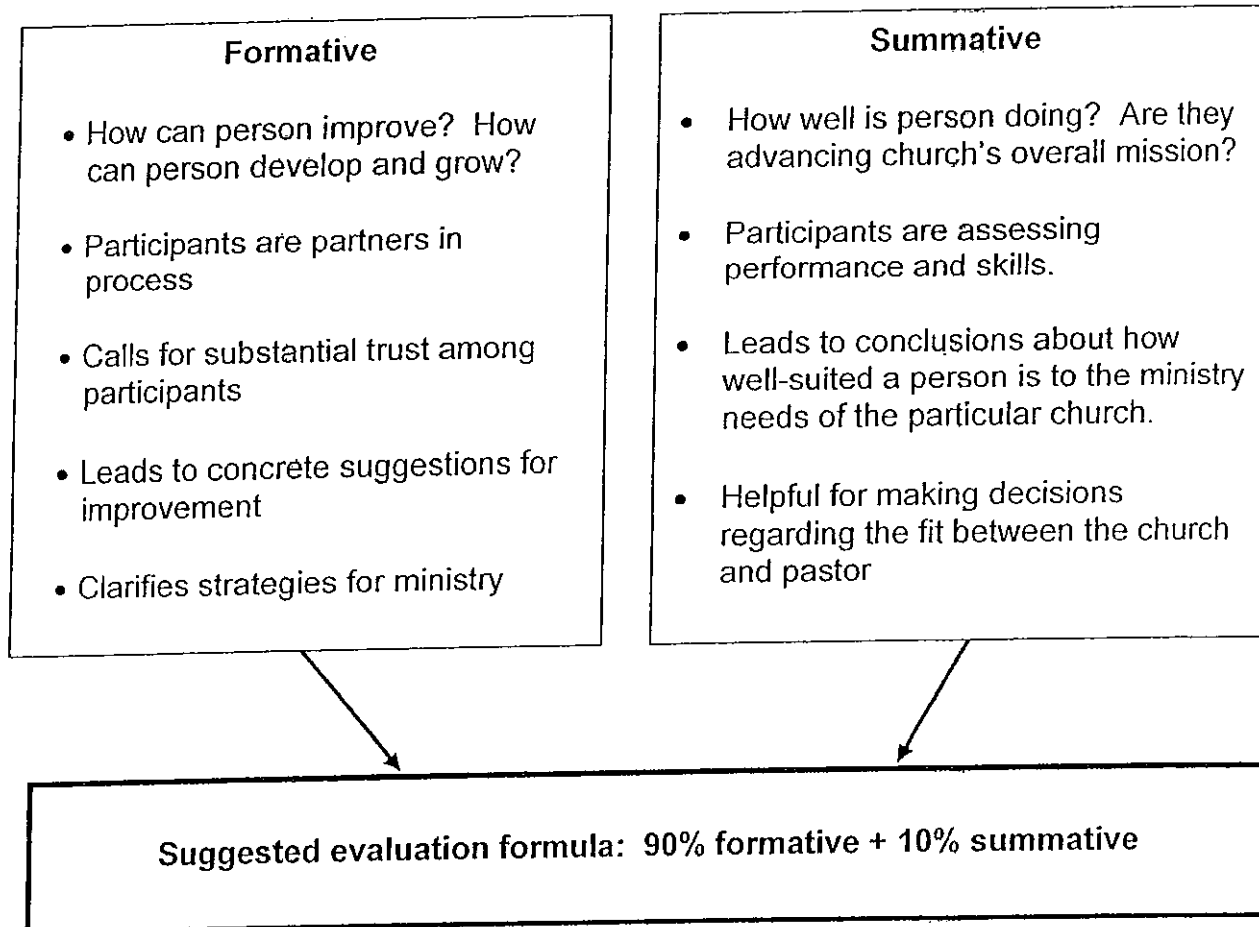 Formative
• How can person improve? How
can person develop and grow?
• Participants are partners in
process
• Calls for substantial trust among
participants
• Leads to concrete suggestions for
improvement
• Clarifies strategies for ministry
Summative
• How well is person doing? Are they
advancing church's overall mission?
• Participants are assessing
performance and skills.
• Leads to conclusions about how
well-suited a person is to the ministry
needs of the particular church.
• Helpful for making decisions
regarding the fit between the church
and pastor
Suggested evaluation formula: 90% formative + 10% summative